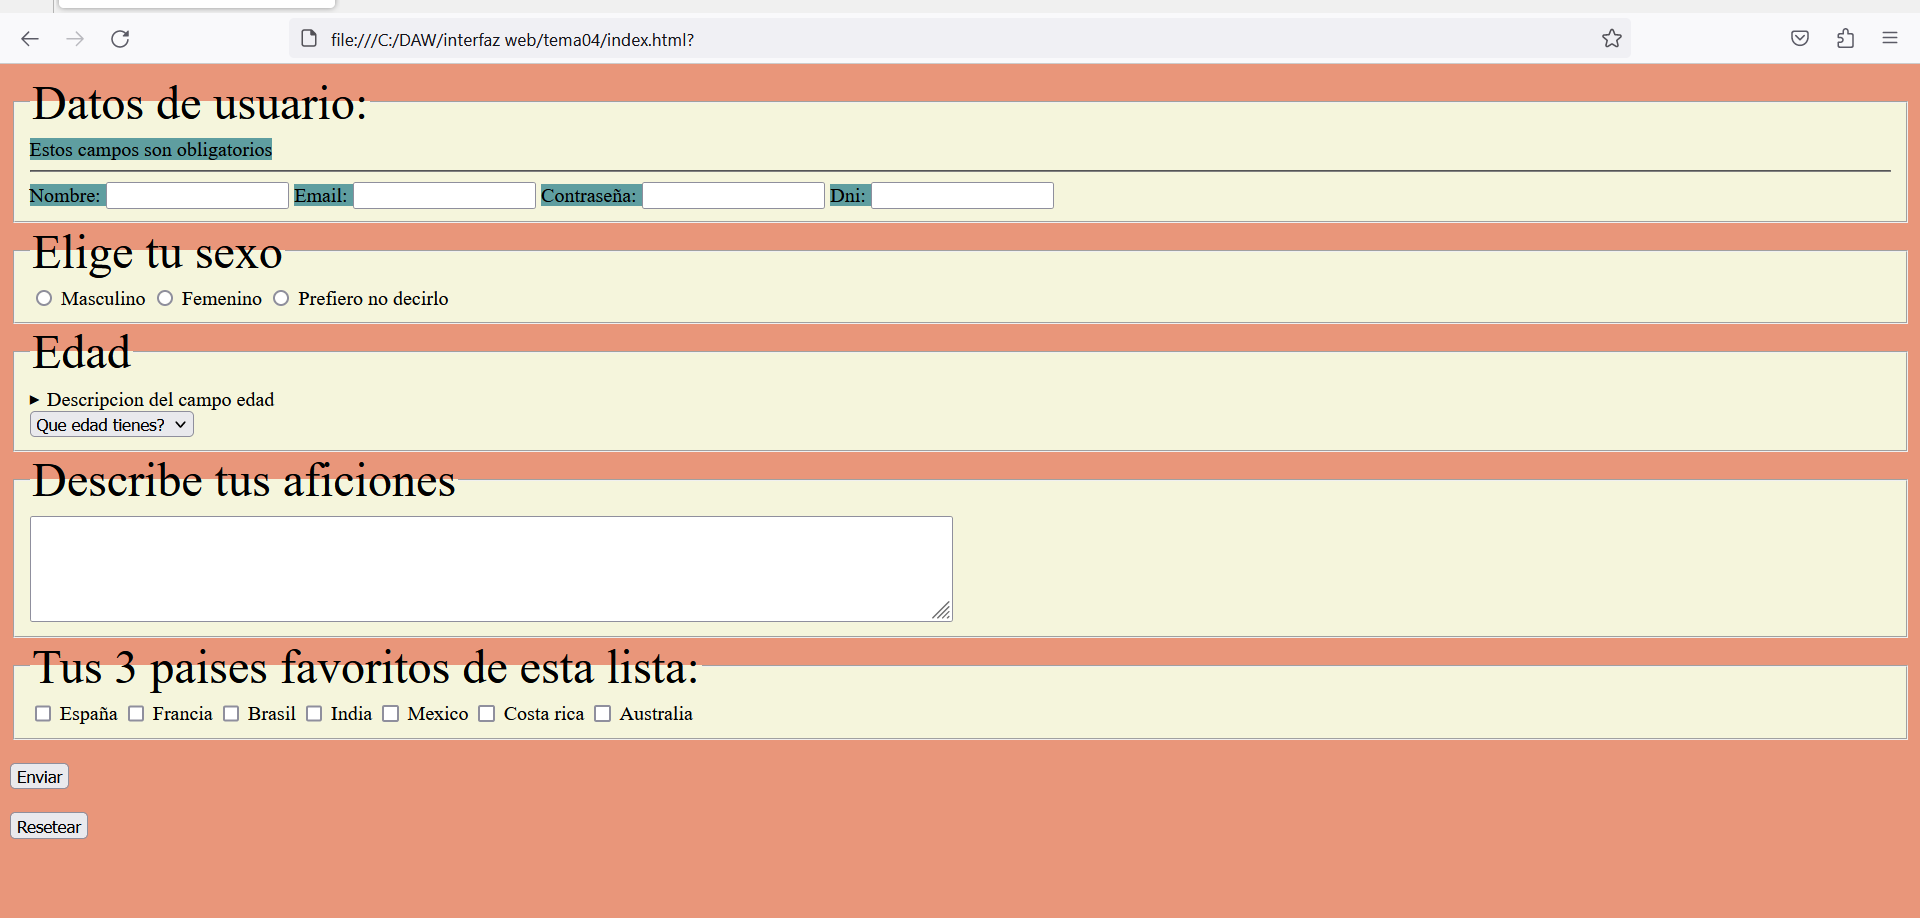 file:///C:/DAW/interfaz web/tema04/index.html?
Datos de usuario:
Estos campos son obligatorios
Nombre: Email: Contraseña: Dni:
Elige tu sexo
Masculino Femenino Prefiero no decirlo
Edad
Descripcion del campo edad
Que edad tienes?
Describe tus aficiones
Tus 3 paises favoritos de esta lista:
España Francia Brasil India Mexico Costa rica Australia
Enviar
Resetear